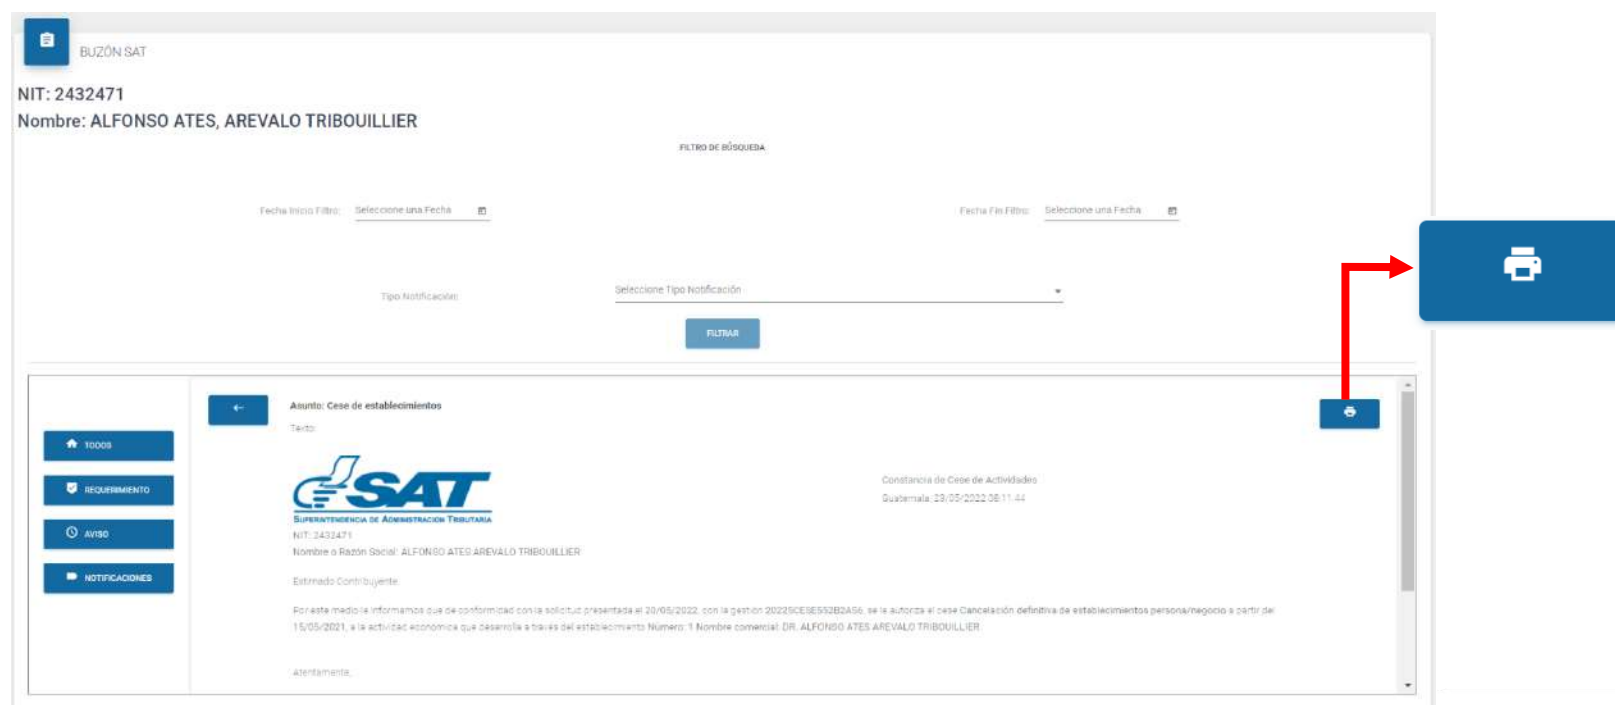 BUZÓN SAT
NIT: 2432471
Nombre: ALFONSO ATES, AREVALO TRIBOUILLIER
FILTRO DE BÚSQUEDA
Fecha Inicio Filtro: Seleccione una Fecha
Fecha Fin Filtro: Seleccione una Fecha
Tipo Notificación: Seleccione Tipo Notificación
FILTRAR
TODOS
REQUERIMIENTO
AVISO
NOTIFICACIONES
Asunto: Cese de establecimientos
Texto:
SAT
SUPERINTENDENCIA DE ADMINISTRACION TRIBUTARIA
Constancia de Cese de Actividades
Guatemala, 23/05/2022 08:11:44
NIT: 2432471
Nombre o Razón Social: ALFONSO ATES AREVALO TRIBOUILLIER
Estimado Contribuyente:
Por este medio le informamos que de conformidad con la solicitud presentada el 20/05/2022, con la gestión 2022SCESE552B2A56, se le autoriza el cese Cancelación definitiva de establecimientos persona/negocio a partir del
15/05/2021, a la actividad económica que desarrolla a través del establecimiento Número: 1 Nombre comercial: DR. ALFONSO ATES AREVALO TRIBOUILLIER.
Atentamente,